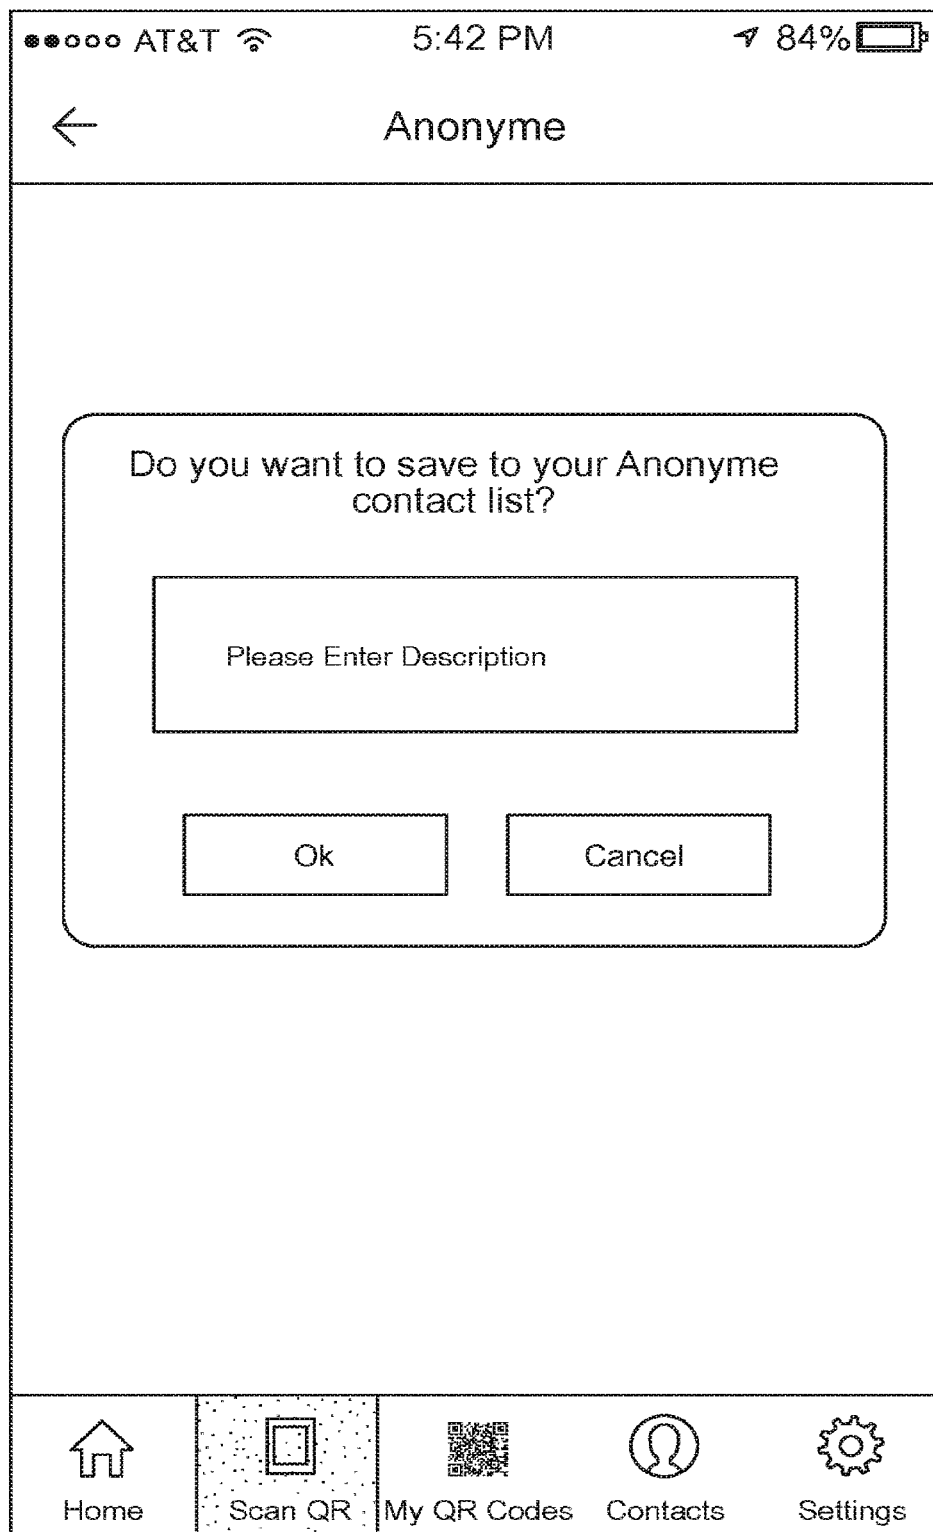 AT&T 5:42 PM 84%
Anonyme
Do you want to save to your Anonyme
contact list?
Please Enter Description
Ok Cancel
Home Scan QR My QR Codes Contacts Settings